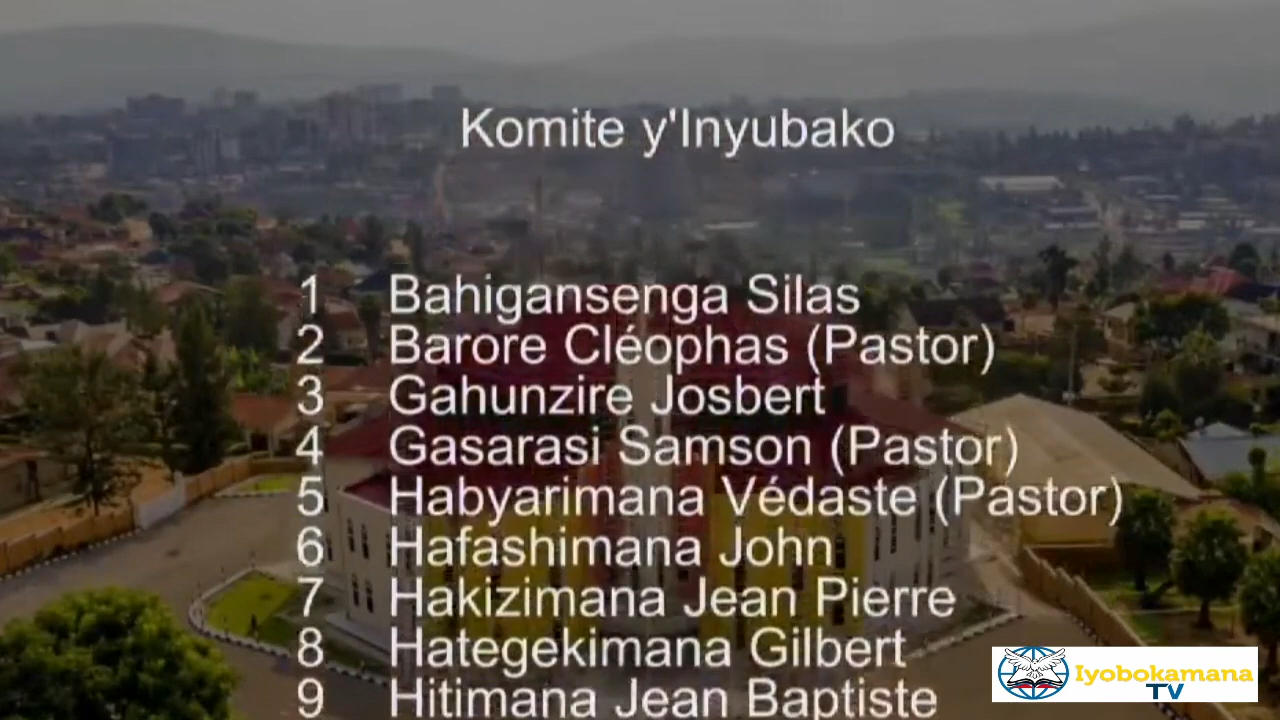 Komite y'Inyubako
1 Bahigansenga Silas
2 Barore Cléophas (Pastor)
3 Gahunzire Josbert
4 Gasarasi Samson (Pastor)
5 Habyarimana Védaste (Pastor)
6 Hafashimana John
7 Hakizimana Jean Pierre
8 Hategekimana Gilbert
9 Hitimana Jean Baptiste
Iyobokamana
TV